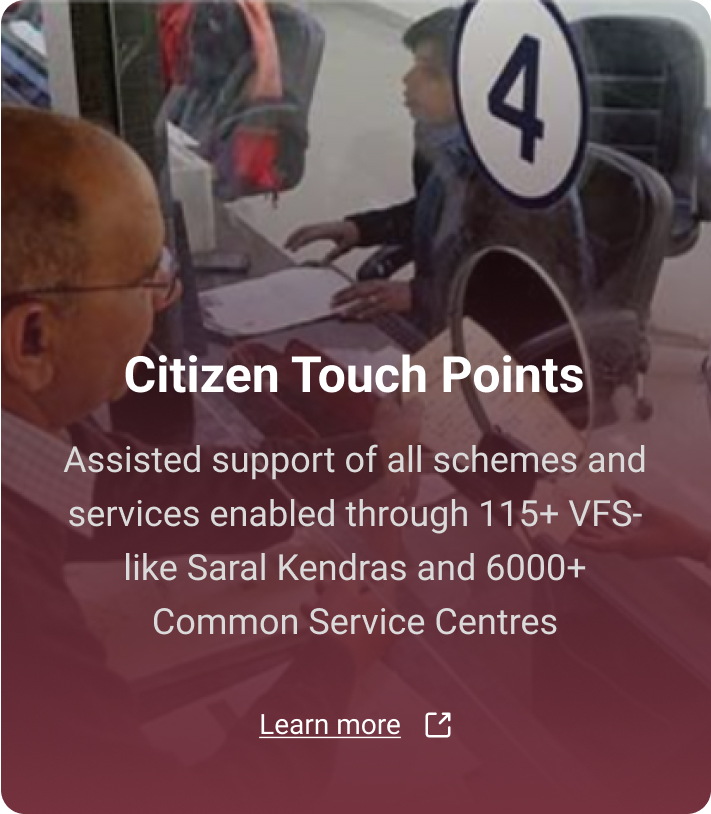 4
Citizen Touch Points
Assisted support of all schemes and
services enabled through 115+ VFS-
like Saral Kendras and 6000+
Common Service Centres
Learn more